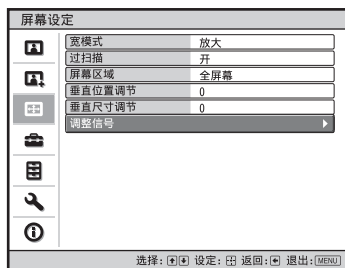 屏幕设定
宽模式 放大
过扫描 开
屏幕区域 全屏幕
垂直位置调节 0
垂直尺寸调节 0
调整信号
选择: 设定: 返回: 退出: MENU